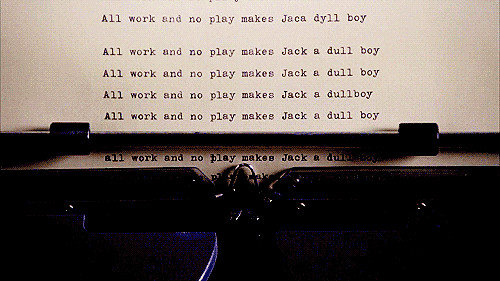 All work and no play makes Jaca dyll boy
All work and no play makes Jack a dull boy
All work and no play makes Jack a dull boy
All work and no play makes Jack a dullboy
All work and no play makes Jack a dull boy
all work and no play makes Jack a dull boy